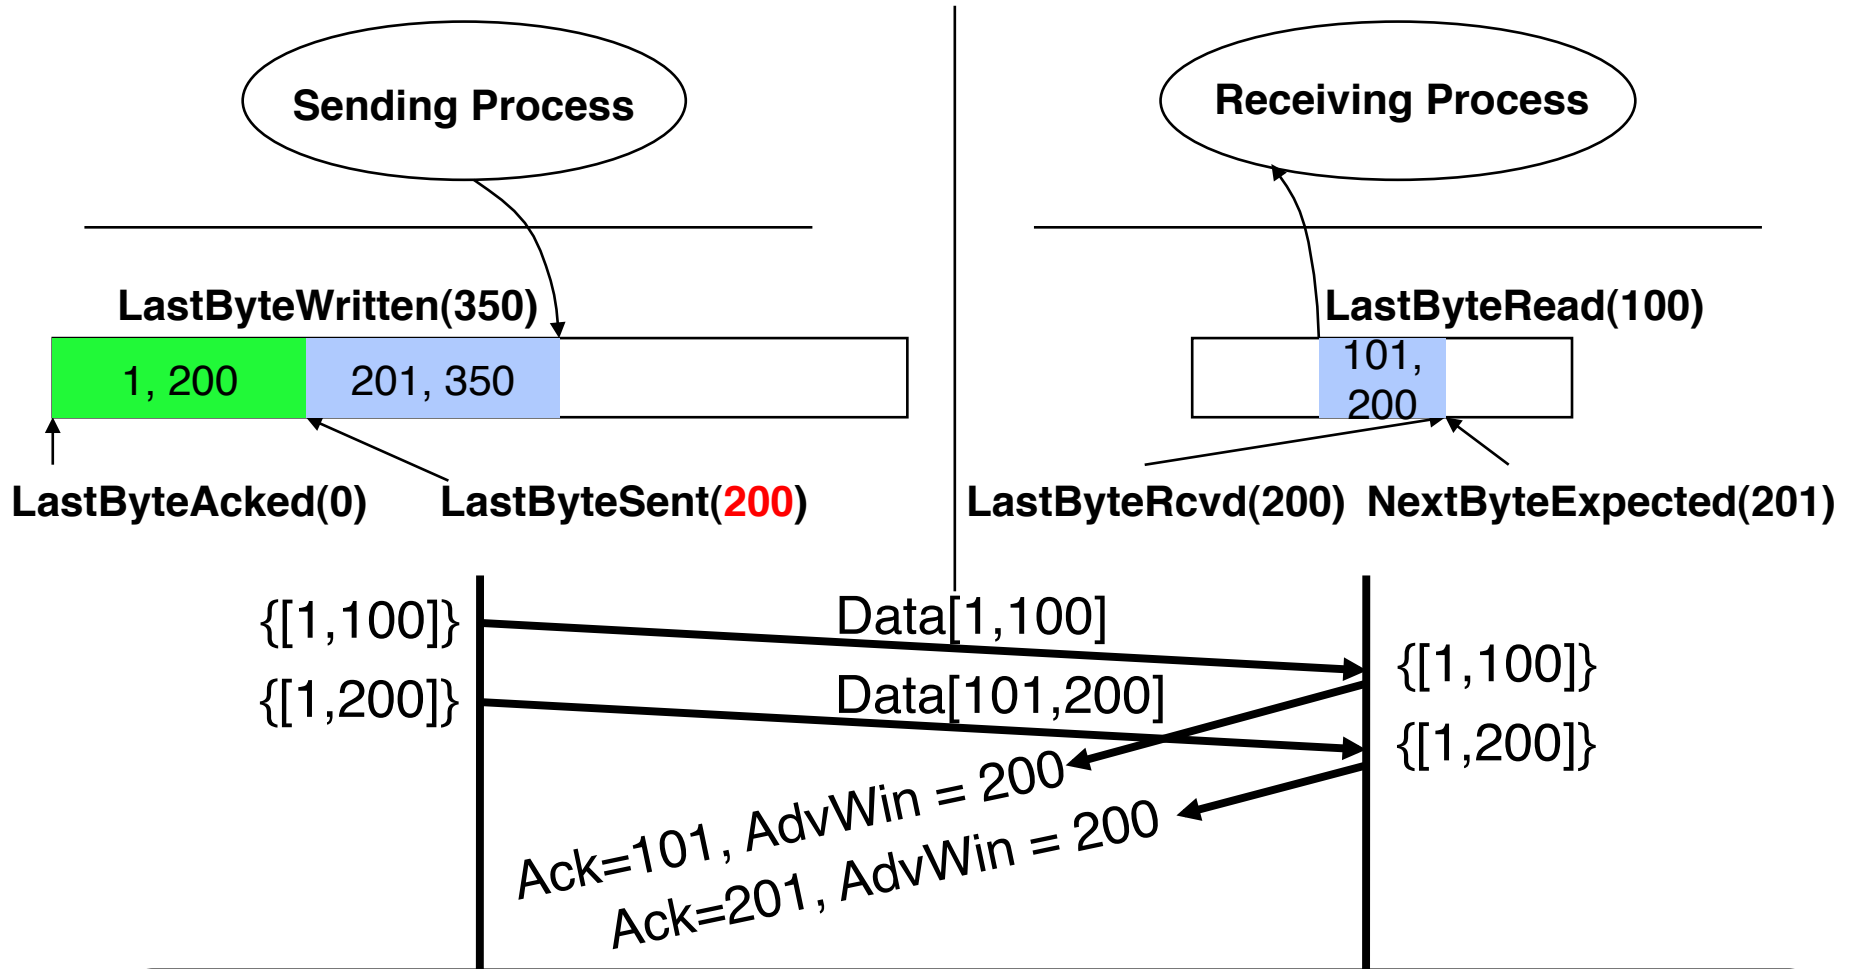 Sending Process
Receiving Process
LastByteWritten(350)
LastByteRead(100)
1, 200
201, 350
101,
200
LastByteAcked(0)
LastByteSent(200)
LastByteRcvd(200)
NextByteExpected(201)
{[1,100]}
Data[1,100]
{[1,100]}
{[1,200]}
Data[101,200]
{[1,200]}
Ack=101, AdvWin = 200
Ack=201, AdvWin = 200